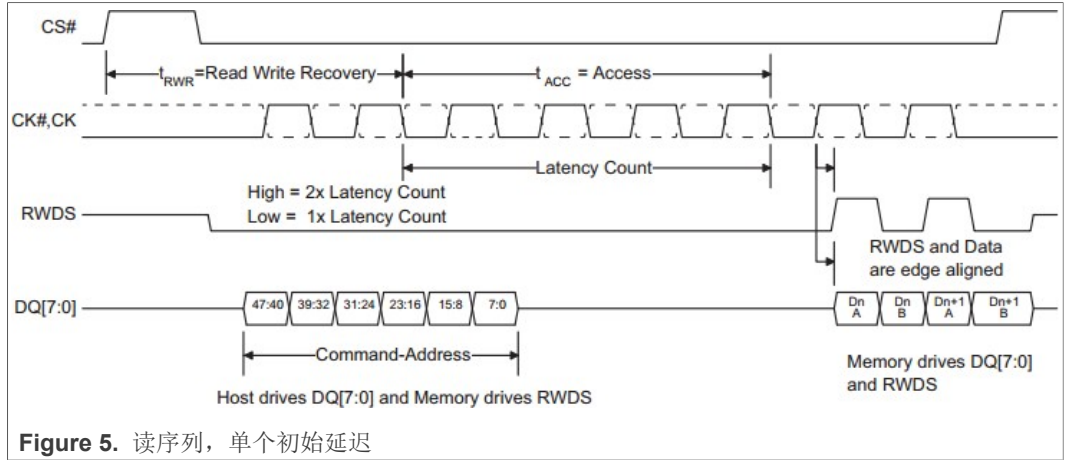 CS#
tRWR=Read Write Recovery
tACC = Access
CK#,CK
Latency Count
High = 2x Latency Count
Low = 1x Latency Count
RWDS
RWDS and Data
are edge aligned
DQ[7:0]
47:40 39:32 31:24 23:16 15:8 7:0
Dn A Dn B Dn+1 A Dn+1 B
Command-Address
Memory drives DQ[7:0]
and RWDS
Host drives DQ[7:0] and Memory drives RWDS
Figure 5. 读序列，单个初始延迟